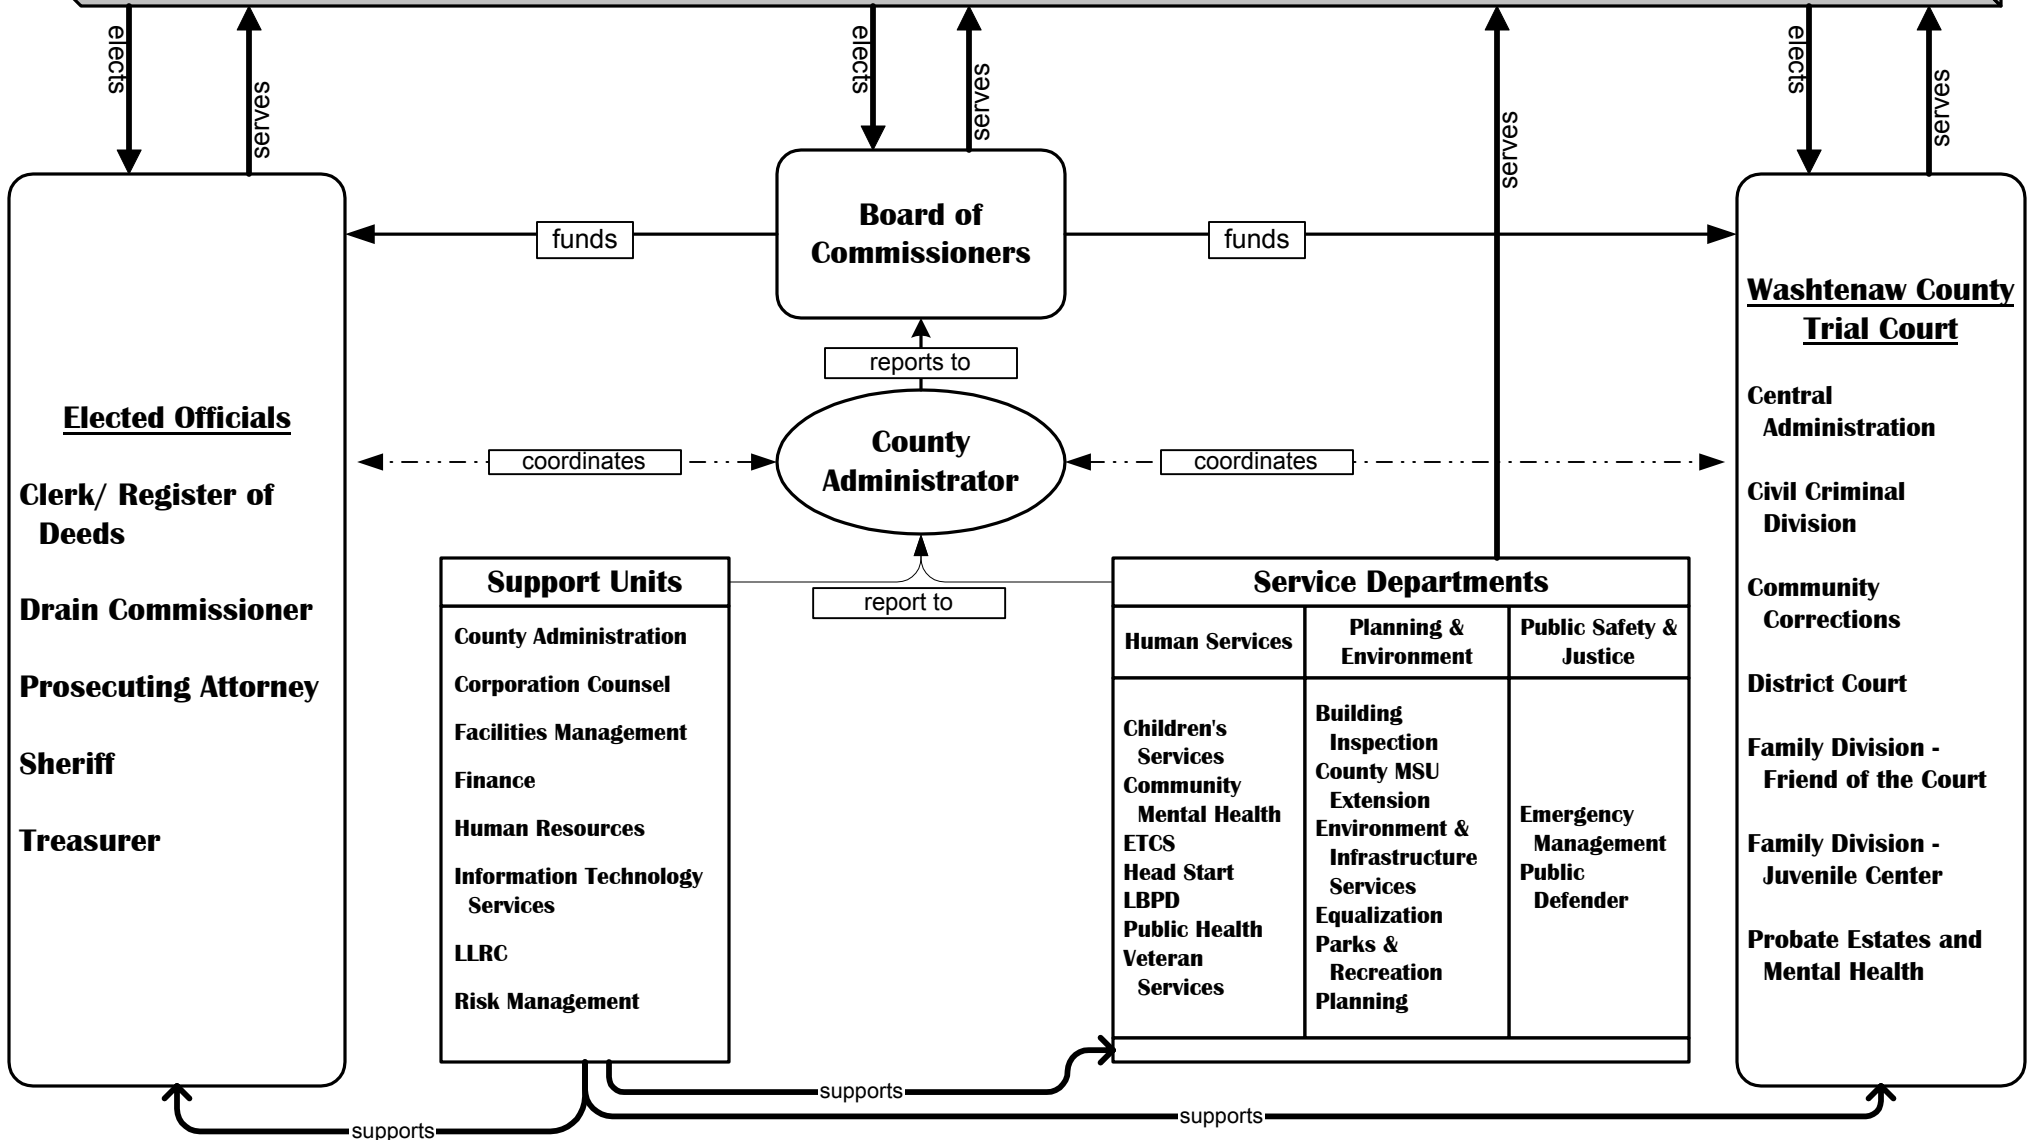 elects
serves
elects
serves
serves
elects
serves
Board of
Commissioners
funds
funds
reports to
County
Administrator
coordinates
coordinates
report to
Elected Officials
Clerk/ Register of
Deeds
Drain Commissioner
Prosecuting Attorney
Sheriff
Treasurer
Support Units
County Administration
Corporation Counsel
Facilities Management
Finance
Human Resources
Information Technology
Services
LLRC
Risk Management
Service Departments
Human Services
Children's
Services
Community
Mental Health
ETCS
Head Start
LBPD
Public Health
Veteran
Services
Planning &
Environment
Building
Inspection
County MSU
Extension
Environment &
Infrastructure
Services
Equalization
Parks &
Recreation
Planning
Public Safety &
Justice
Emergency
Management
Public
Defender
Washtenaw County
Trial Court
Central
Administration
Civil Criminal
Division
Community
Corrections
District Court
Family Division -
Friend of the Court
Family Division -
Juvenile Center
Probate Estates and
Mental Health
supports
supports
supports